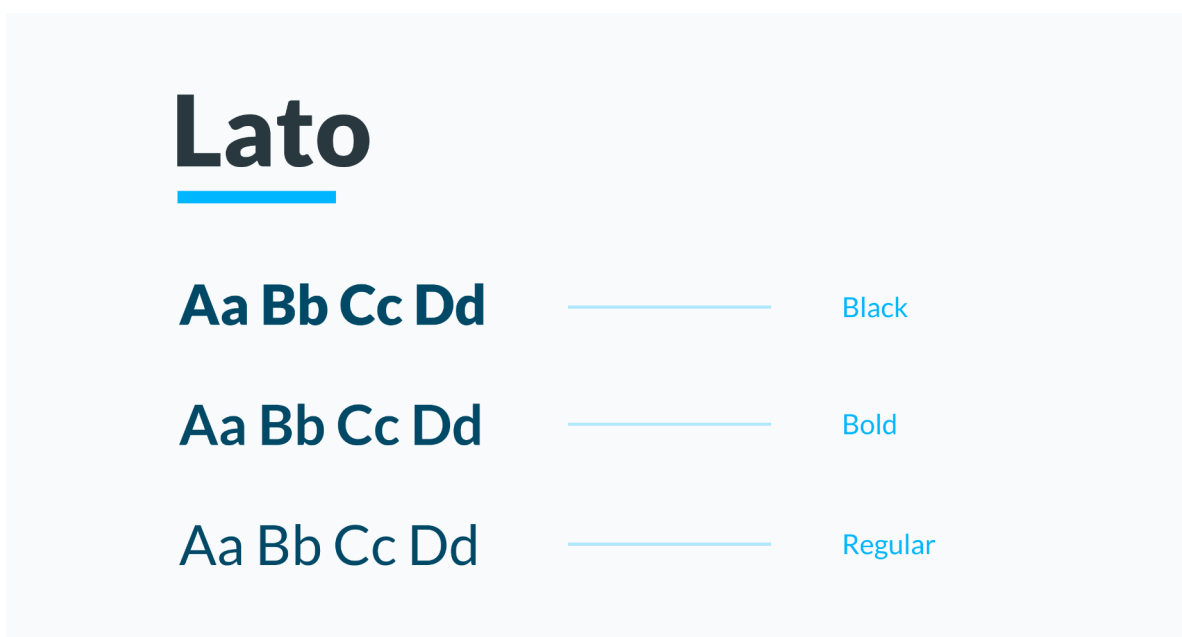 Lato
Aa Bb Cc Dd Black
Aa Bb Cc Dd Bold
Aa Bb Cc Dd Regular